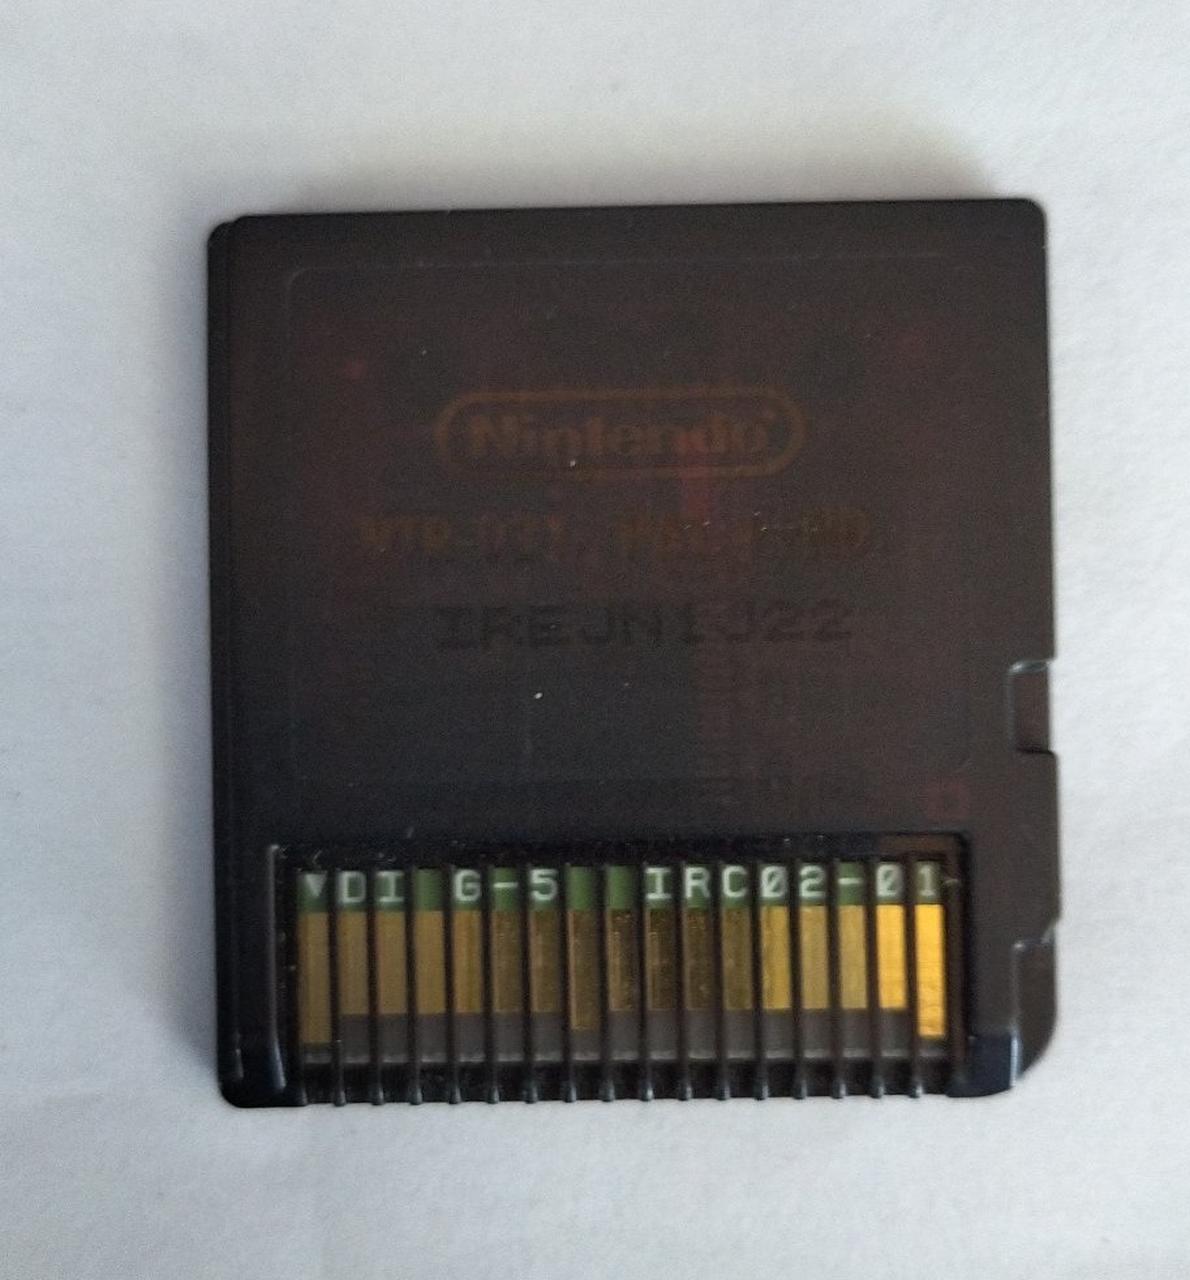 Nintendo
IREJN1J22
▼DI G-5 IRC02-01